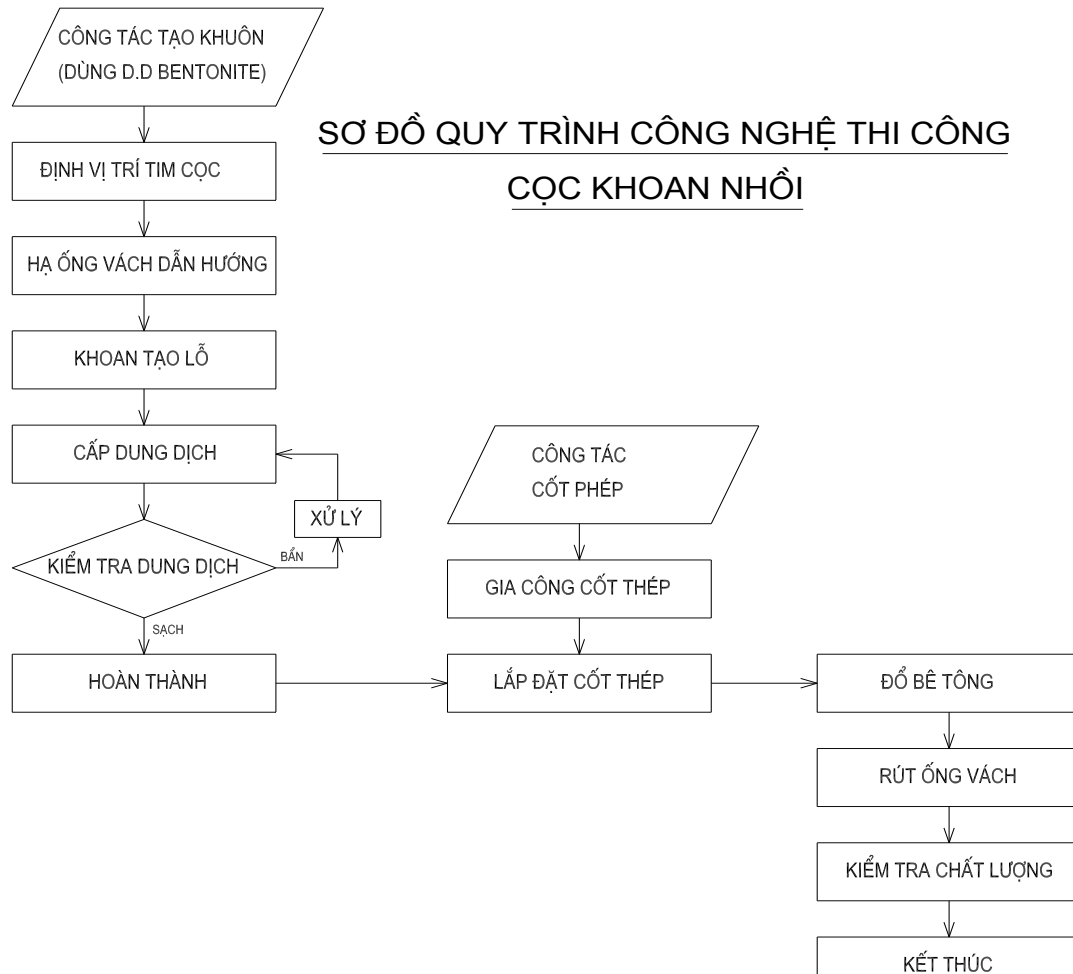 CÔNG TÁC TẠO KHUÔN
(DÙNG D.D BENTONITE)
SƠ ĐỒ QUY TRÌNH CÔNG NGHỆ THI CÔNG
CỌC KHOAN NHỒI
ĐỊNH VỊ TRÍ TIM CỌC
HẠ ỐNG VÁCH DẪN HƯỚNG
KHOAN TẠO LỖ
CẤP DUNG DỊCH
XỬ LÝ
KIỂM TRA DUNG DỊCH
BẨN
SẠCH
HOÀN THÀNH
CÔNG TÁC
CỐT PHÉP
GIA CÔNG CỐT THÉP
LẮP ĐẶT CỐT THÉP
ĐỔ BÊ TÔNG
RÚT ỐNG VÁCH
KIỂM TRA CHẤT LƯỢNG
KẾT THÚC